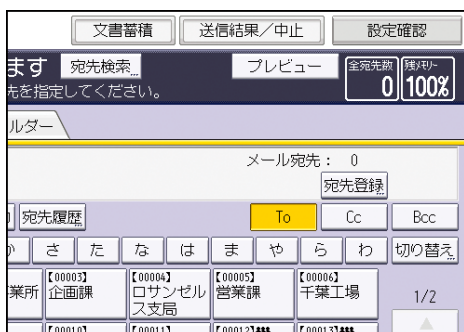 文書蓄積 送信結果/中止 設定確認
ます 宛先検索 プレビュー 全宛先数 残メモリー
先を指定してください。 0 100%
ルダー
メール宛先: 0
宛先登録
宛先履歴 To Cc Bcc
か さ た な は ま や ら わ 切り替え
【00003】 【00004】 【00005】 【00006】
業所 企画課 ロサンゼルス支局 営業課 千葉工場 1/2
【00010】 【00011】 【00012】 【00013】